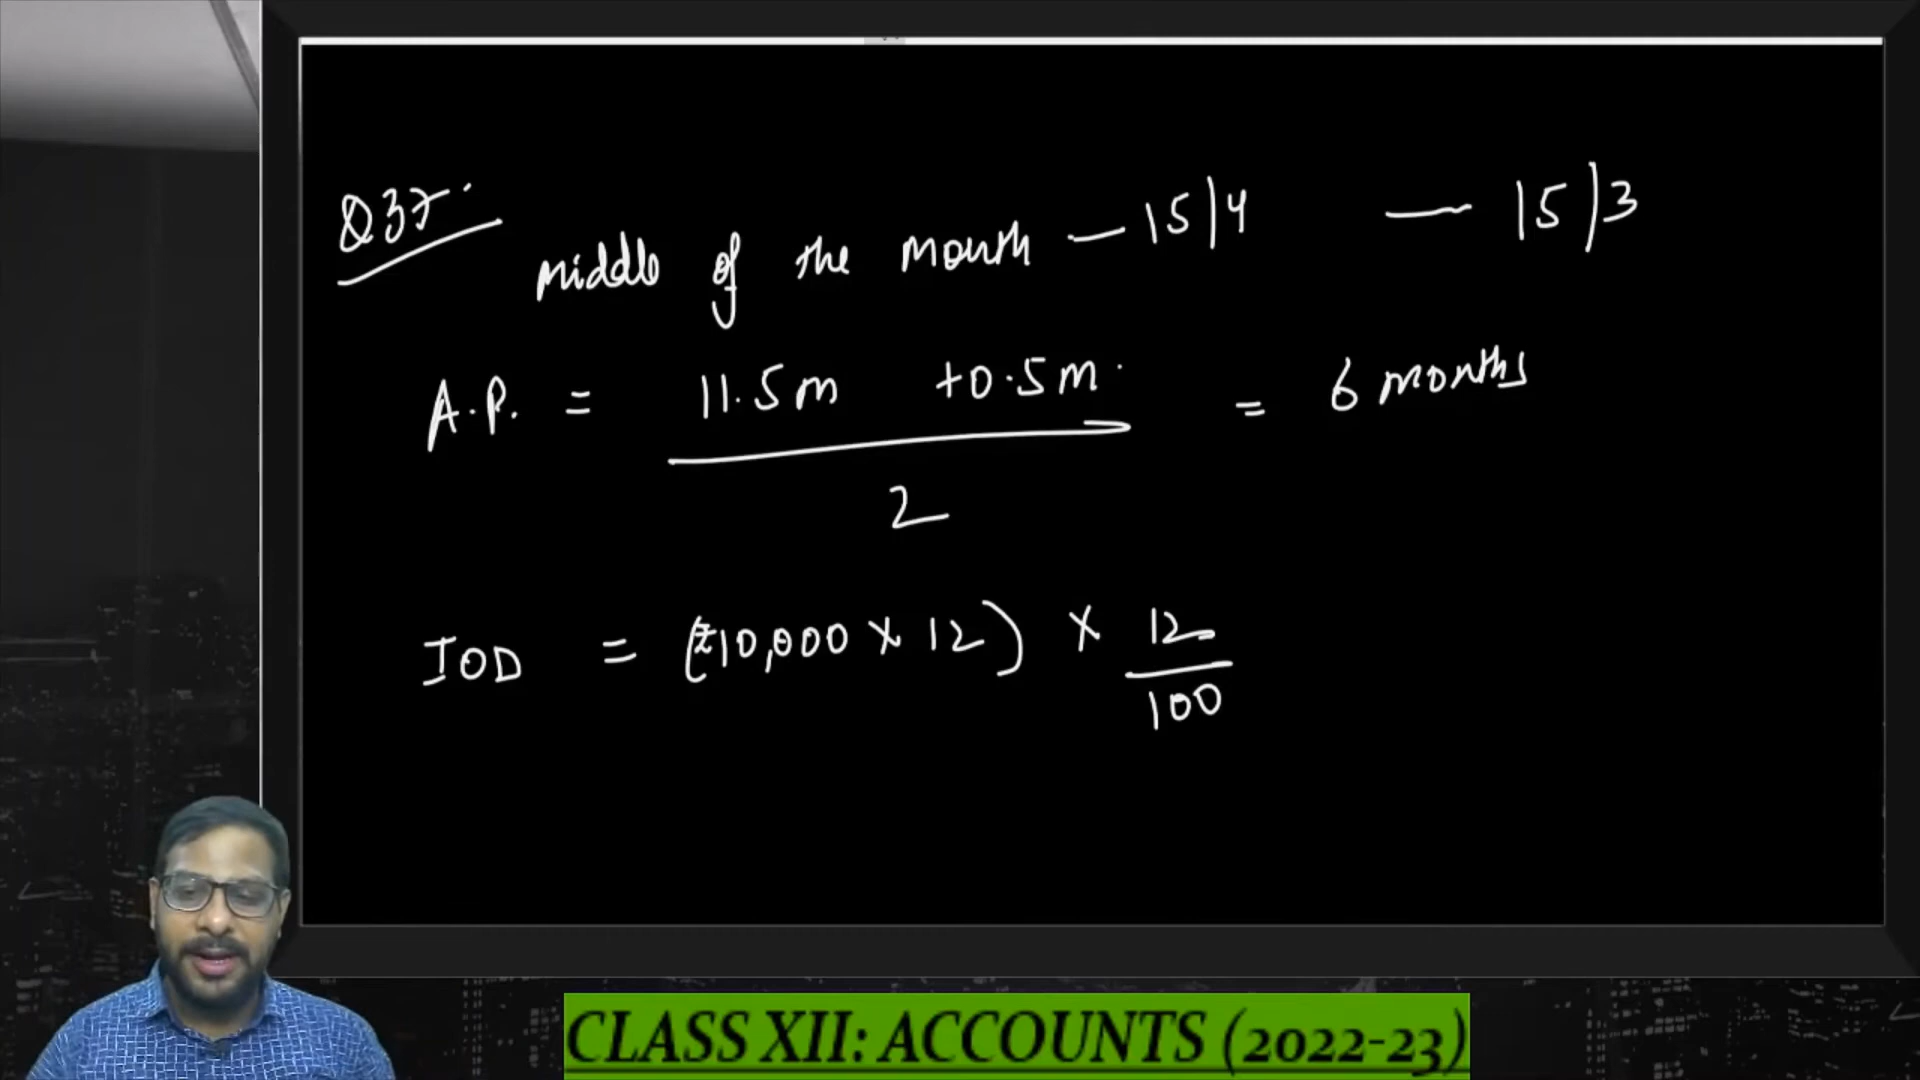 Q37.
middle of the month — 15/4 — 15/3
A.P. = 11.5m + 0.5m. = 6 months
2
IOD = (₹10,000 × 12) × 12
100
CLASS XII: ACCOUNTS (2022-23)